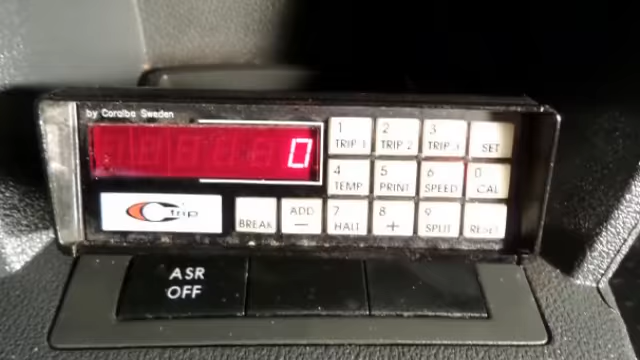 by Coralba Sweden
0
C trip
1 TRIP 1
2 TRIP 2
3 TRIP 3
SET
4 TEMP
5 PRINT
6 SPEED
0 CAL
BREAK
ADD −
7 HALT
8 +
9 SPLIT
RESET
ASR
OFF